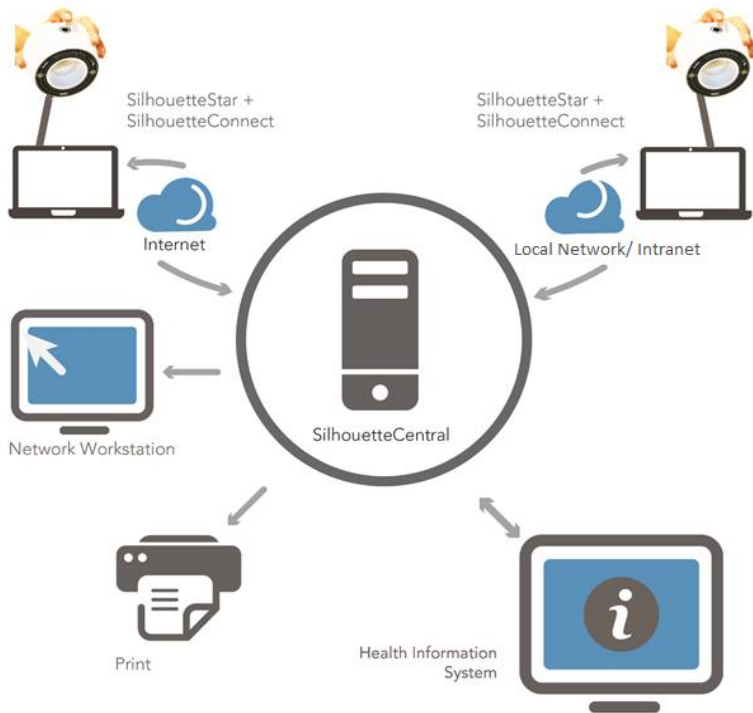 SilhouetteStar +
SilhouetteConnect
SilhouetteStar +
SilhouetteConnect
Internet
Local Network/ Intranet
SilhouetteCentral
Network Workstation
Print
Health Information
System
i